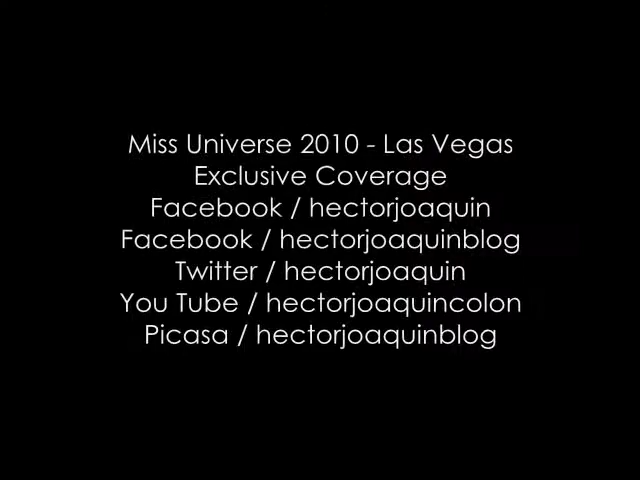 Miss Universe 2010 - Las Vegas
Exclusive Coverage
Facebook / hectorjoaquin
Facebook / hectorjoaquinblog
Twitter / hectorjoaquin
You Tube / hectorjoaquincolon
Picasa / hectorjoaquinblog